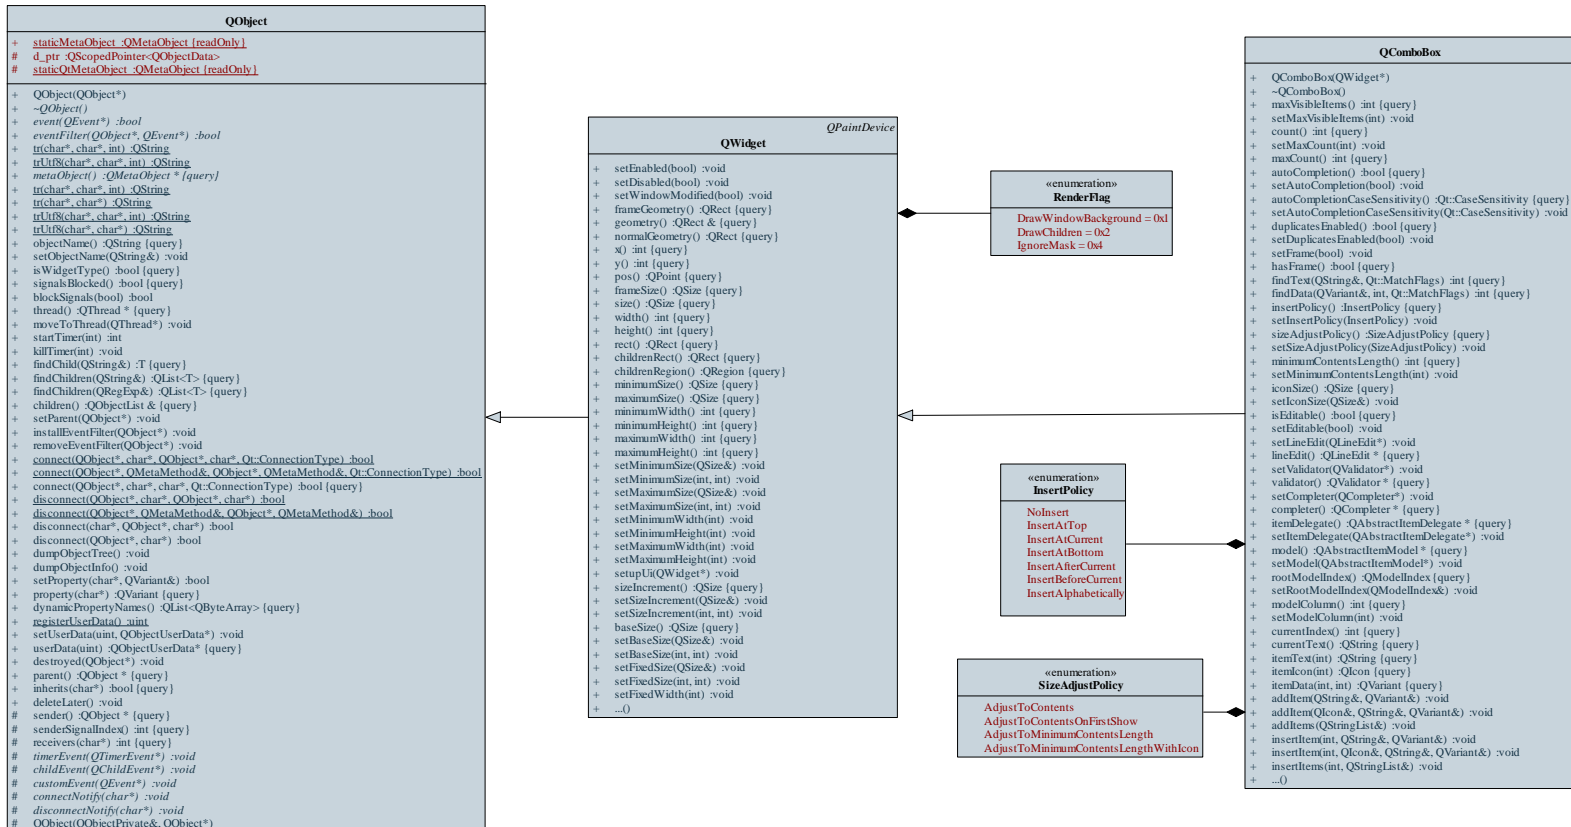 QObject
+ staticMetaObject :QMetaObject {readOnly}
# d_ptr :QScopedPointer<QObjectData>
# staticQtMetaObject :QMetaObject {readOnly}
+ QObject(QObject*)
+ ~QObject()
+ event(QEvent*) :bool
+ eventFilter(QObject*, QEvent*) :bool
+ tr(char*, char*, int) :QString
+ trUtf8(char*, char*, int) :QString
+ metaObject() :QMetaObject * {query}
+ tr(char*, char*, int) :QString
+ tr(char*, char*) :QString
+ trUtf8(char*, char*, int) :QString
+ trUtf8(char*, char*) :QString
+ objectName() :QString {query}
+ setObjectName(QString&) :void
+ isWidgetType() :bool {query}
+ signalsBlocked() :bool {query}
+ blockSignals(bool) :bool
+ thread() :QThread * {query}
+ moveToThread(QThread*) :void
+ startTimer(int) :int
+ killTimer(int) :void
+ findChild(QString&) :T {query}
+ findChildren(QString&) :QList<T> {query}
+ findChildren(QRegExp&) :QList<T> {query}
+ children() :QObjectList & {query}
+ setParent(QObject*) :void
+ installEventFilter(QObject*) :void
+ removeEventFilter(QObject*) :void
+ connect(QObject*, char*, QObject*, char*, Qt::ConnectionType) :bool
+ connect(QObject*, QMetaMethod&, QObject*, QMetaMethod&, Qt::ConnectionType) :bool
+ connect(QObject*, char*, char*, Qt::ConnectionType) :bool {query}
+ disconnect(QObject*, char*, QObject*, char*) :bool
+ disconnect(QObject*, QMetaMethod&, QObject*, QMetaMethod&) :bool
+ disconnect(char*, QObject*, char*) :bool
+ disconnect(QObject*, char*) :bool
+ dumpObjectTree() :void
+ dumpObjectInfo() :void
+ setProperty(char*, QVariant&) :bool
+ property(char*) :QVariant {query}
+ dynamicPropertyNames() :QList<QByteArray> {query}
+ registerUserData() :uint
+ setUserData(uint, QObjectUserData*) :void
+ userData(uint) :QObjectUserData* {query}
+ destroyed(QObject*) :void
+ parent() :QObject * {query}
+ inherits(char*) :bool {query}
+ deleteLater() :void
# sender() :QObject * {query}
# senderSignalIndex() :int {query}
# receivers(char*) :int {query}
# timerEvent(QTimerEvent*) :void
# childEvent(QChildEvent*) :void
# customEvent(QEvent*) :void
# connectNotify(char*) :void
# disconnectNotify(char*) :void
# QObject(QObjectPrivate&, QObject*)
QPaintDevice
QWidget
+ setEnabled(bool) :void
+ setDisabled(bool) :void
+ setWindowModified(bool) :void
+ frameGeometry() :QRect {query}
+ geometry() :QRect & {query}
+ normalGeometry() :QRect {query}
+ x() :int {query}
+ y() :int {query}
+ pos() :QPoint {query}
+ frameSize() :QSize {query}
+ size() :QSize {query}
+ width() :int {query}
+ height() :int {query}
+ rect() :QRect {query}
+ childrenRect() :QRect {query}
+ childrenRegion() :QRegion {query}
+ minimumSize() :QSize {query}
+ maximumSize() :QSize {query}
+ minimumWidth() :int {query}
+ minimumHeight() :int {query}
+ maximumWidth() :int {query}
+ maximumHeight() :int {query}
+ setMinimumSize(QSize&) :void
+ setMinimumSize(int, int) :void
+ setMaximumSize(QSize&) :void
+ setMaximumSize(int, int) :void
+ setMinimumWidth(int) :void
+ setMinimumHeight(int) :void
+ setMaximumWidth(int) :void
+ setMaximumHeight(int) :void
+ setupUi(QWidget*) :void
+ sizeIncrement() :QSize {query}
+ setSizeIncrement(QSize&) :void
+ setSizeIncrement(int, int) :void
+ baseSize() :QSize {query}
+ setBaseSize(QSize&) :void
+ setBaseSize(int, int) :void
+ setFixedSize(QSize&) :void
+ setFixedSize(int, int) :void
+ setFixedWidth(int) :void
+ ...()
«enumeration»
RenderFlag
DrawWindowBackground = 0x1
DrawChildren = 0x2
IgnoreMask = 0x4
«enumeration»
InsertPolicy
NoInsert
InsertAtTop
InsertAtCurrent
InsertAtBottom
InsertAfterCurrent
InsertBeforeCurrent
InsertAlphabetically
«enumeration»
SizeAdjustPolicy
AdjustToContents
AdjustToContentsOnFirstShow
AdjustToMinimumContentsLength
AdjustToMinimumContentsLengthWithIcon
QComboBox
+ QComboBox(QWidget*)
+ ~QComboBox()
+ maxVisibleItems() :int {query}
+ setMaxVisibleItems(int) :void
+ count() :int {query}
+ setMaxCount(int) :void
+ maxCount() :int {query}
+ autoCompletion() :bool {query}
+ setAutoCompletion(bool) :void
+ autoCompletionCaseSensitivity() :Qt::CaseSensitivity {query}
+ setAutoCompletionCaseSensitivity(Qt::CaseSensitivity) :void
+ duplicatesEnabled() :bool {query}
+ setDuplicatesEnabled(bool) :void
+ setFrame(bool) :void
+ hasFrame() :bool {query}
+ findText(QString&, Qt::MatchFlags) :int {query}
+ findData(QVariant&, int, Qt::MatchFlags) :int {query}
+ insertPolicy() :InsertPolicy {query}
+ setInsertPolicy(InsertPolicy) :void
+ sizeAdjustPolicy() :SizeAdjustPolicy {query}
+ setSizeAdjustPolicy(SizeAdjustPolicy) :void
+ minimumContentsLength() :int {query}
+ setMinimumContentsLength(int) :void
+ iconSize() :QSize {query}
+ setIconSize(QSize&) :void
+ isEditable() :bool {query}
+ setEditable(bool) :void
+ setLineEdit(QLineEdit*) :void
+ lineEdit() :QLineEdit * {query}
+ setValidator(QValidator*) :void
+ validator() :QValidator * {query}
+ setCompleter(QCompleter*) :void
+ completer() :QCompleter * {query}
+ itemDelegate() :QAbstractItemDelegate * {query}
+ setItemDelegate(QAbstractItemDelegate*) :void
+ model() :QAbstractItemModel * {query}
+ setModel(QAbstractItemModel*) :void
+ rootModelIndex() :QModelIndex {query}
+ setRootModelIndex(QModelIndex&) :void
+ modelColumn() :int {query}
+ setModelColumn(int) :void
+ currentIndex() :int {query}
+ currentText() :QString {query}
+ itemText(int) :QString {query}
+ itemIcon(int) :QIcon {query}
+ itemData(int, int) :QVariant {query}
+ addItem(QString&, QVariant&) :void
+ addItem(QIcon&, QString&, QVariant&) :void
+ addItems(QStringList&) :void
+ insertItem(int, QString&, QVariant&) :void
+ insertItem(int, QIcon&, QString&, QVariant&) :void
+ insertItems(int, QStringList&) :void
+ ...()